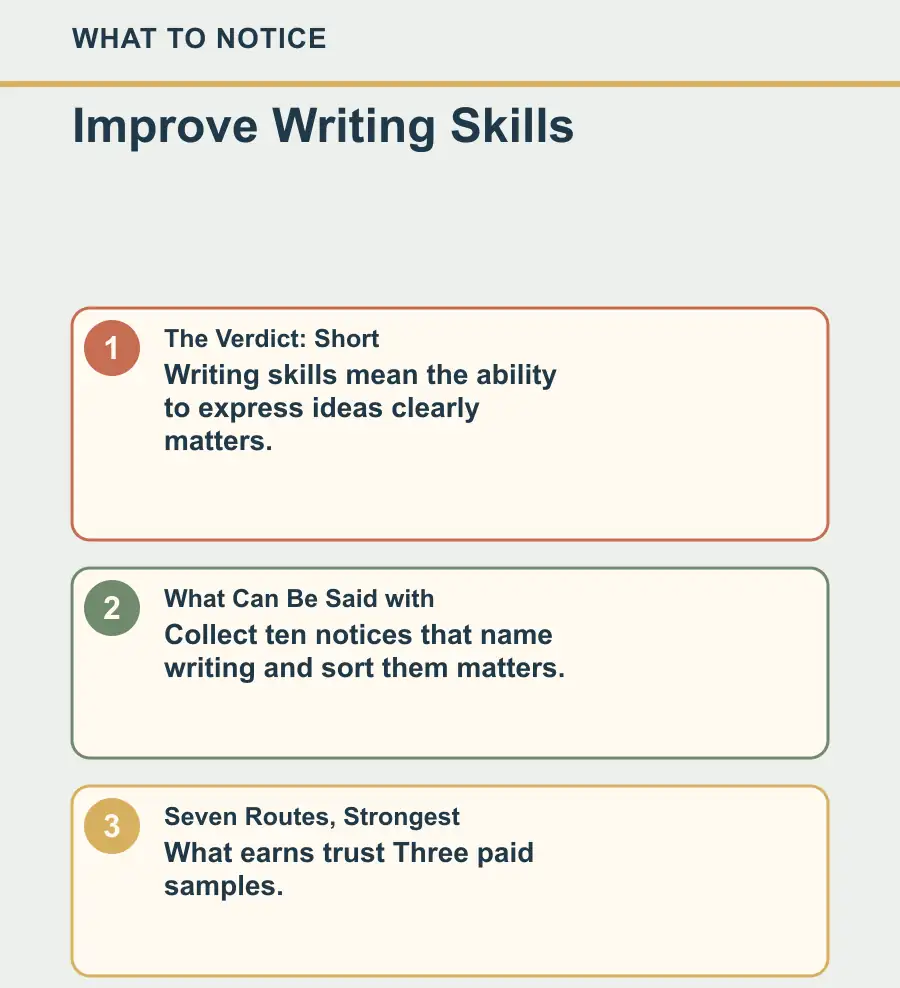 WHAT TO NOTICE
Improve Writing Skills
1
The Verdict: Short
Writing skills mean the ability
to express ideas clearly
matters.
2
What Can Be Said with
Collect ten notices that name
writing and sort them matters.
3
Seven Routes, Strongest
What earns trust Three paid
samples.